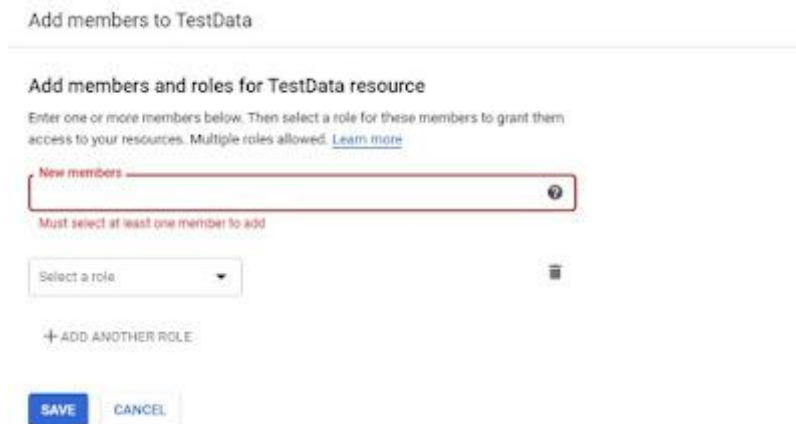 Add members to TestData
Add members and roles for TestData resource
Enter one or more members below. Then select a role for these members to grant them
access to your resources. Multiple roles allowed. Learn more
New members
Must select at least one member to add
Select a role
+ ADD ANOTHER ROLE
SAVE CANCEL